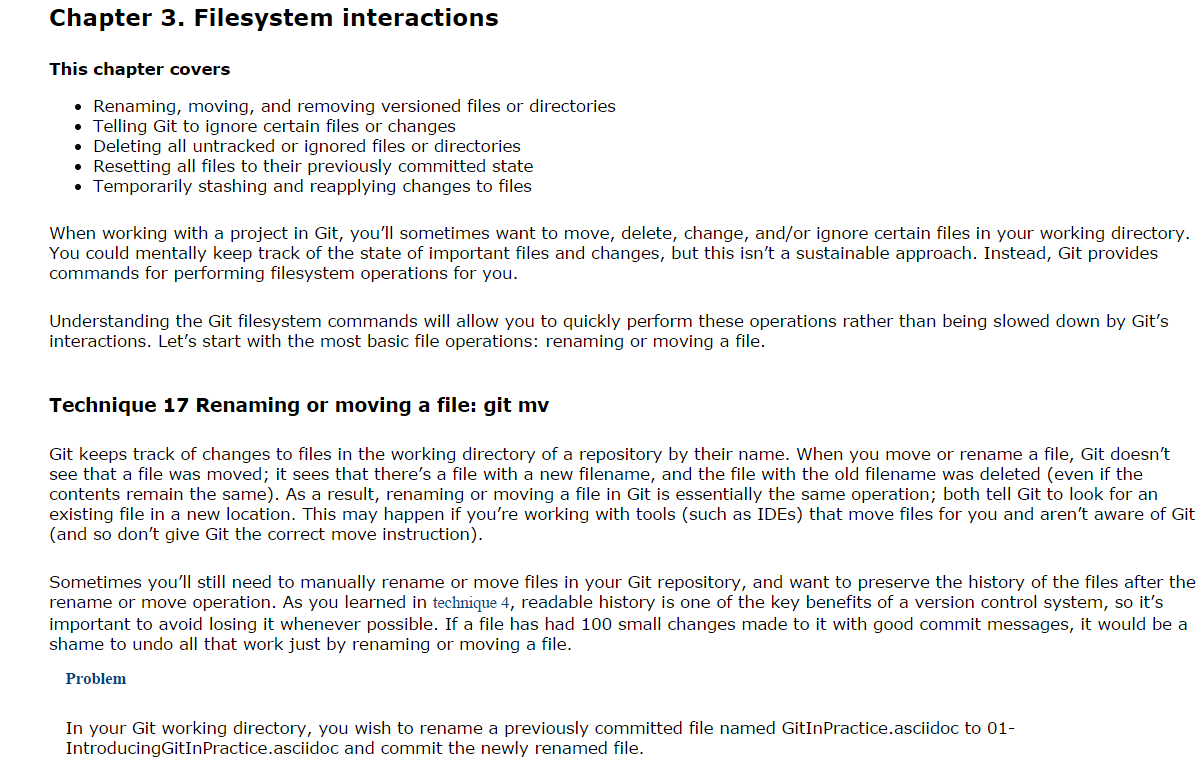 Chapter 3. Filesystem interactions
This chapter covers
• Renaming, moving, and removing versioned files or directories
• Telling Git to ignore certain files or changes
• Deleting all untracked or ignored files or directories
• Resetting all files to their previously committed state
• Temporarily stashing and reapplying changes to files
When working with a project in Git, you’ll sometimes want to move, delete, change, and/or ignore certain files in your working directory.
You could mentally keep track of the state of important files and changes, but this isn’t a sustainable approach. Instead, Git provides
commands for performing filesystem operations for you.
Understanding the Git filesystem commands will allow you to quickly perform these operations rather than being slowed down by Git’s
interactions. Let’s start with the most basic file operations: renaming or moving a file.
Technique 17 Renaming or moving a file: git mv
Git keeps track of changes to files in the working directory of a repository by their name. When you move or rename a file, Git doesn’t
see that a file was moved; it sees that there’s a file with a new filename, and the file with the old filename was deleted (even if the
contents remain the same). As a result, renaming or moving a file in Git is essentially the same operation; both tell Git to look for an
existing file in a new location. This may happen if you’re working with tools (such as IDEs) that move files for you and aren’t aware of Git
(and so don’t give Git the correct move instruction).
Sometimes you’ll still need to manually rename or move files in your Git repository, and want to preserve the history of the files after the
rename or move operation. As you learned in technique 4, readable history is one of the key benefits of a version control system, so it’s
important to avoid losing it whenever possible. If a file has had 100 small changes made to it with good commit messages, it would be a
shame to undo all that work just by renaming or moving a file.
Problem
In your Git working directory, you wish to rename a previously committed file named GitInPractice.asciidoc to 01-
IntroducingGitInPractice.asciidoc and commit the newly renamed file.